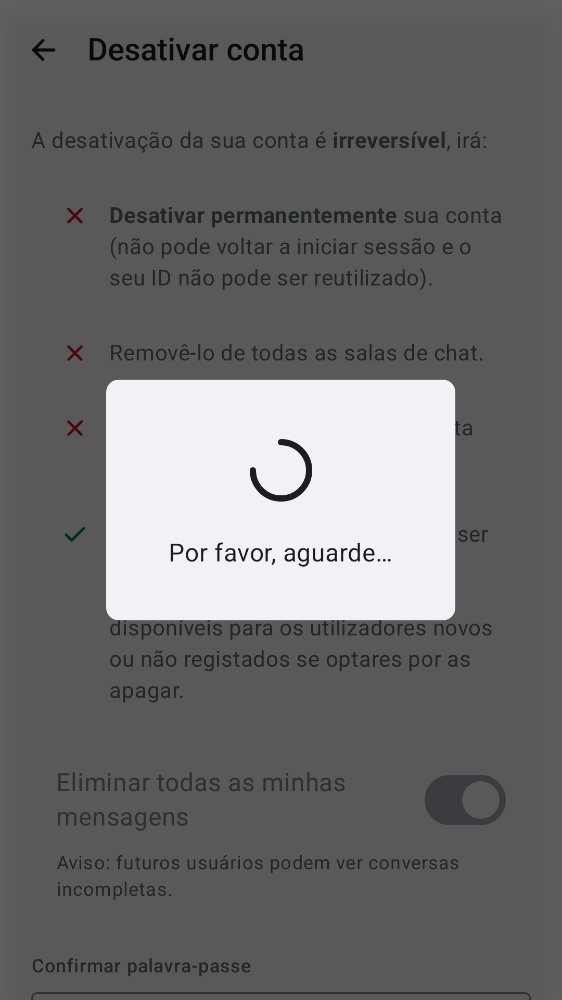 Desativar conta
A desativação da sua conta é irreversível, irá:
Desativar permanentemente sua conta
(não pode voltar a iniciar sessão e o
seu ID não pode ser reutilizado).
Removê-lo de todas as salas de chat.
ser
Por favor, aguarde...
disponíveis para os utilizadores novos
ou não registados se optares por as
apagar.
Eliminar todas as minhas
mensagens
Aviso: futuros usuários podem ver conversas
incompletas.
Confirmar palavra-passe